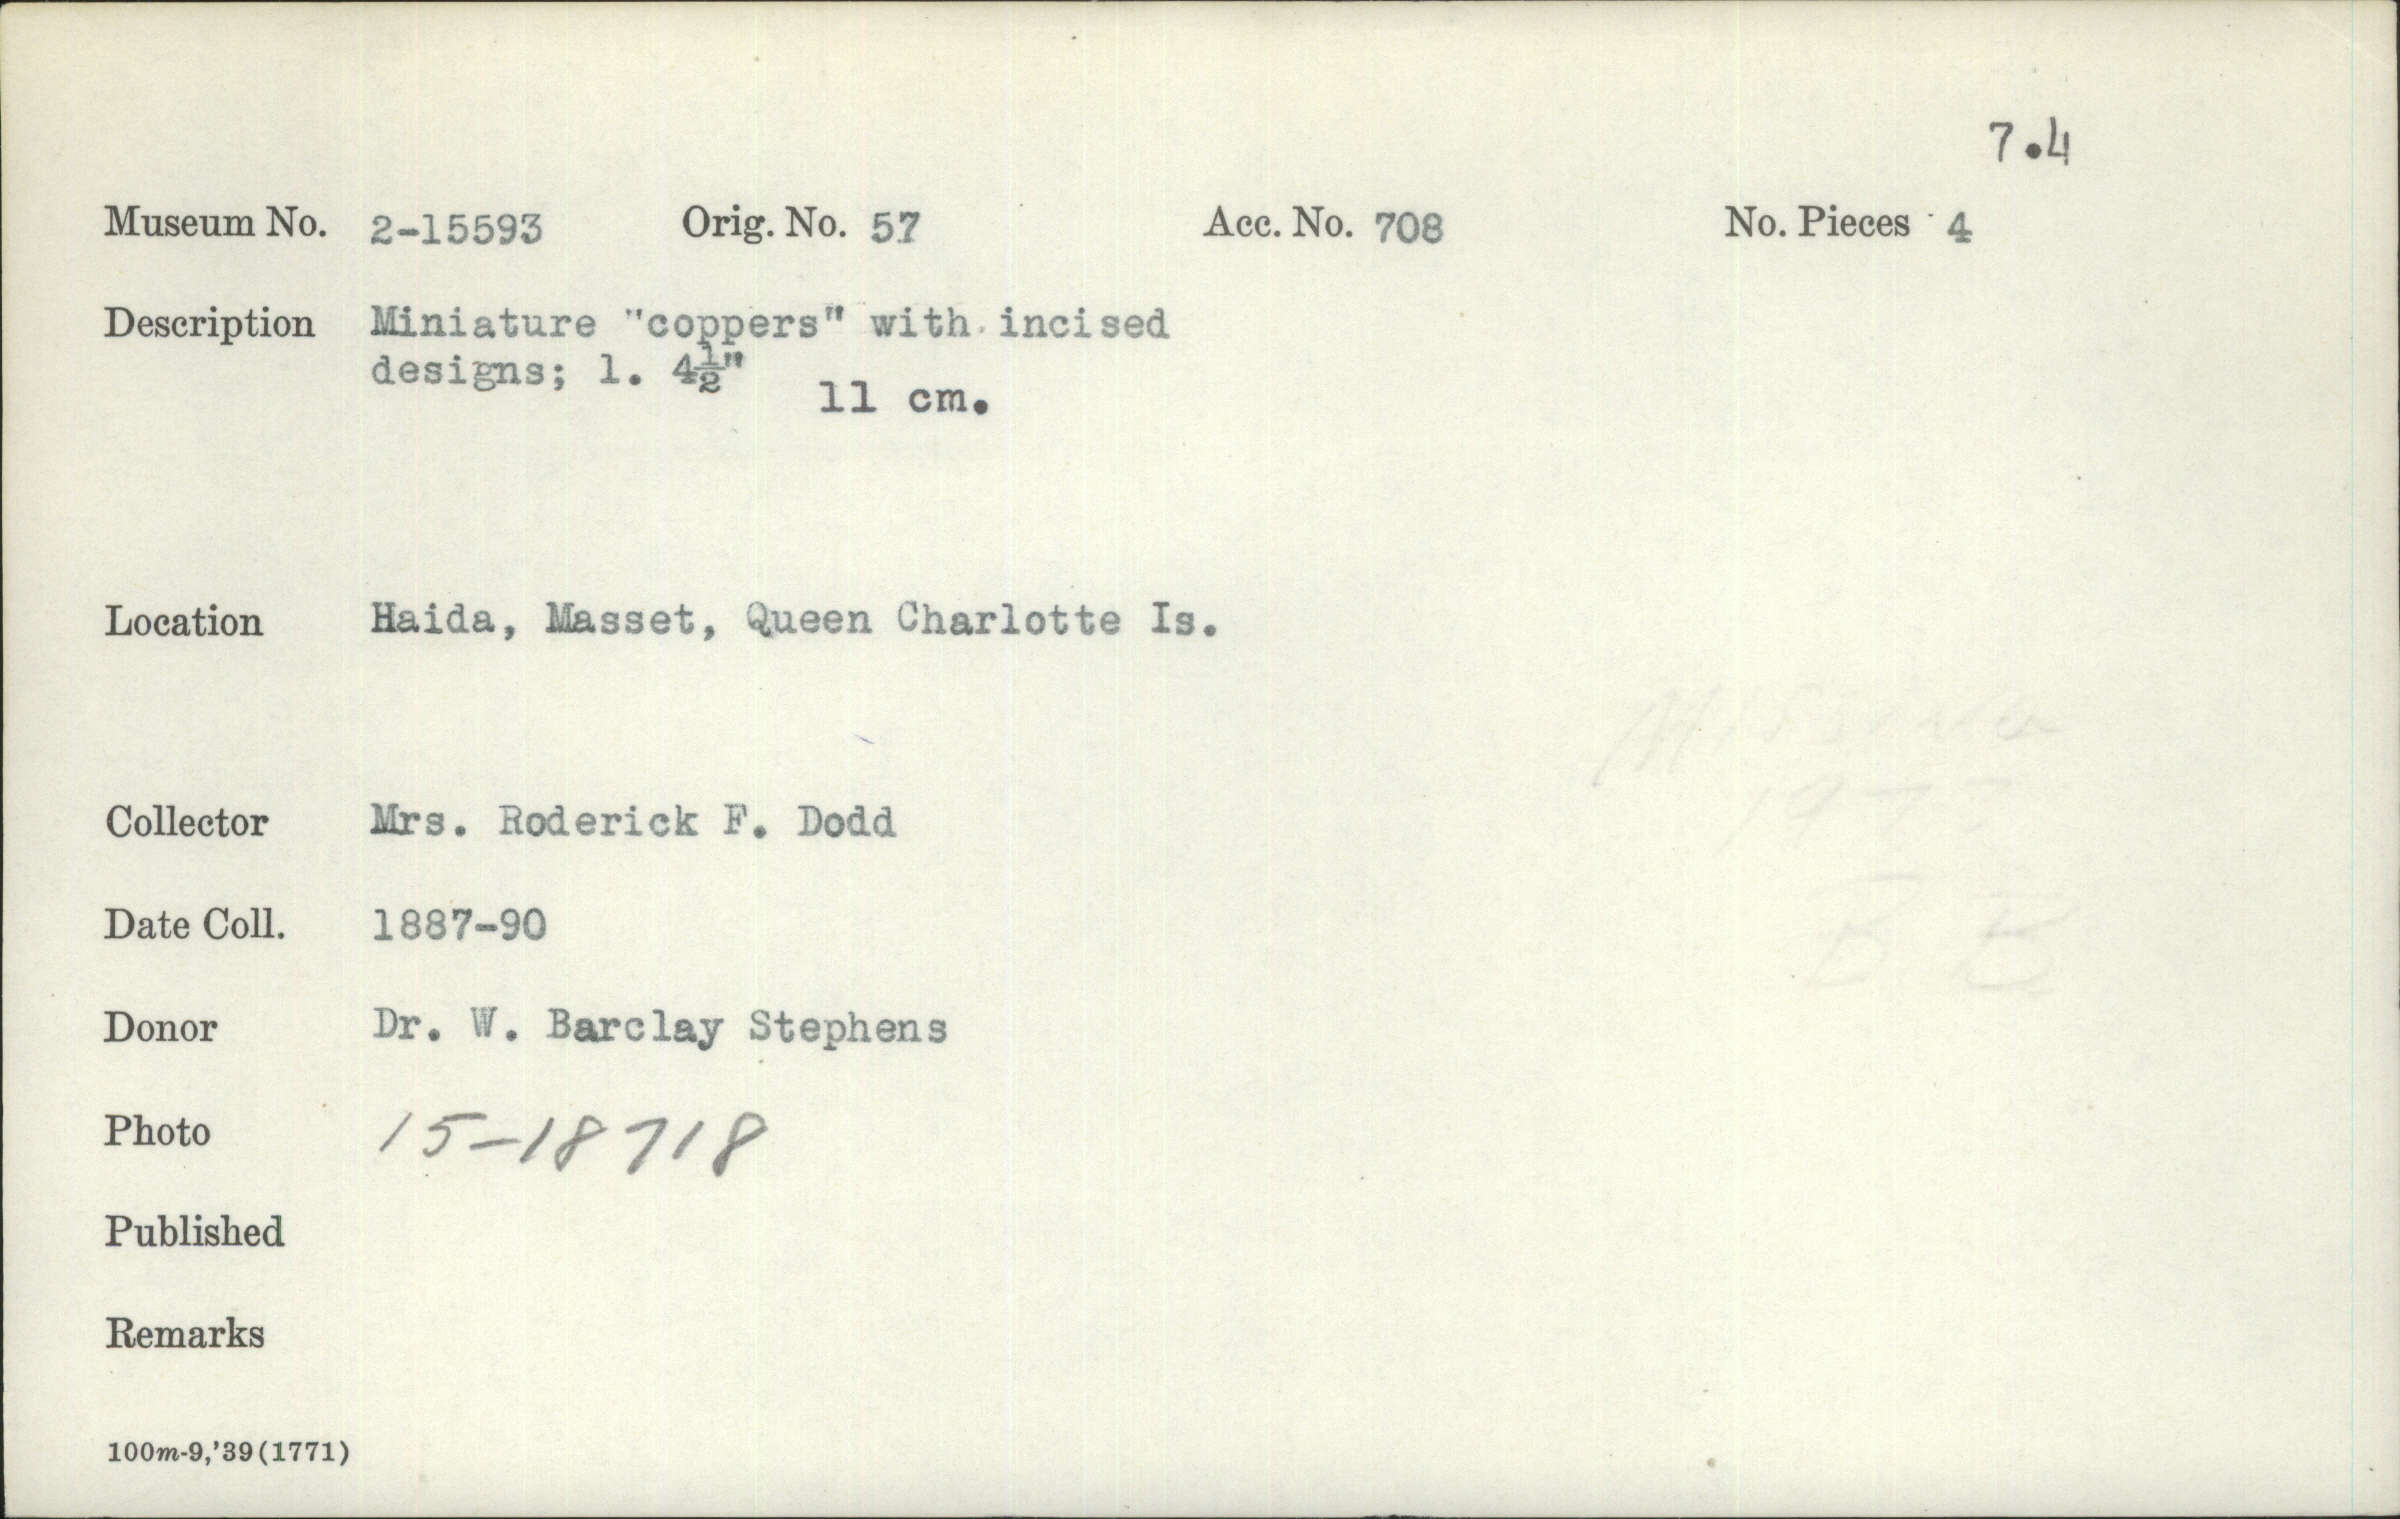 7.4
Museum No. 2-15593 Orig. No. 57 Acc. No. 708 No. Pieces 4
Description Miniature "coppers" with incised
designs; l. 4½"
11 cm.
Location Haida, Masset, Queen Charlotte Is.
Collector Mrs. Roderick F. Dodd
Date Coll. 1887-90
Donor Dr. W. Barclay Stephens
Photo 15-18718
Published
Remarks
100m-9,'39(1771)